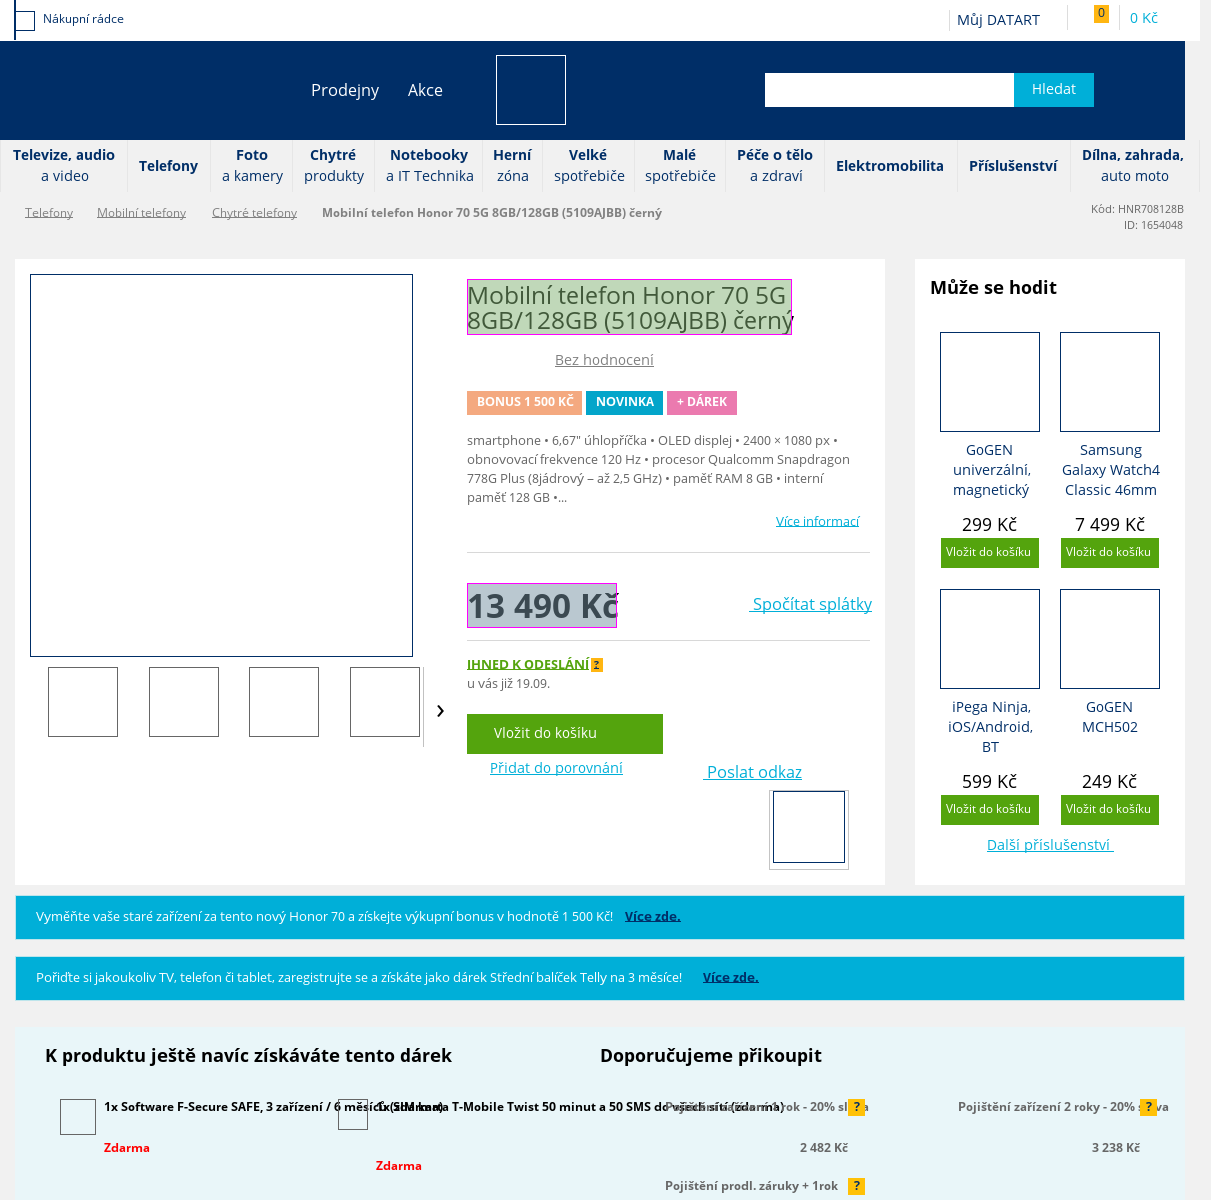 Nákupní rádce
Můj DATART
0
0 Kč
Prodejny
Akce
Hledat
Televize, audio
a video
Telefony
Foto
a kamery
Chytré
produkty
Notebooky
a IT Technika
Herní
zóna
Velké
spotřebiče
Malé
spotřebiče
Péče o tělo
a zdraví
Elektromobilita
Příslušenství
Dílna, zahrada,
auto moto
Telefony
Mobilní telefony
Chytré telefony
Mobilní telefon Honor 70 5G 8GB/128GB (5109AJBB) černý
Kód: HNR708128B
ID: 1654048
Mobilní telefon Honor 70 5G
8GB/128GB (5109AJBB) černý
Bez hodnocení
BONUS 1 500 KČ
NOVINKA
+ DÁREK
smartphone • 6,67" úhlopříčka • OLED displej • 2400 × 1080 px •
obnovovací frekvence 120 Hz • procesor Qualcomm Snapdragon
778G Plus (8jádrový – až 2,5 GHz) • paměť RAM 8 GB • interní
paměť 128 GB •...
Více informací
13 490 Kč
Spočítat splátky
IHNED K ODESLÁNÍ ?
u vás již 19.09.
Vložit do košíku
Přidat do porovnání
Poslat odkaz
Může se hodit
GoGEN
univerzální,
magnetický
299 Kč
Vložit do košíku
Samsung
Galaxy Watch4
Classic 46mm
7 499 Kč
Vložit do košíku
iPega Ninja,
iOS/Android,
BT
599 Kč
Vložit do košíku
GoGEN
MCH502
249 Kč
Vložit do košíku
Další příslušenství
Vyměňte vaše staré zařízení za tento nový Honor 70 a získejte výkupní bonus v hodnotě 1 500 Kč! Více zde.
Pořiďte si jakoukoliv TV, telefon či tablet, zaregistrujte se a získáte jako dárek Střední balíček Telly na 3 měsíce! Více zde.
K produktu ještě navíc získáváte tento dárek
1x Software F-Secure SAFE, 3 zařízení / 6 měsíců (zdarma)
Zdarma
1x SIM karta T-Mobile Twist 50 minut a 50 SMS do všech sítí (zdarma)
Zdarma
Doporučujeme přikoupit
Pojištění zařízení 1 rok - 20% sleva
?
2 482 Kč
Pojištění zařízení 2 roky - 20% sleva
?
3 238 Kč
Pojištění prodl. záruky + 1rok
?